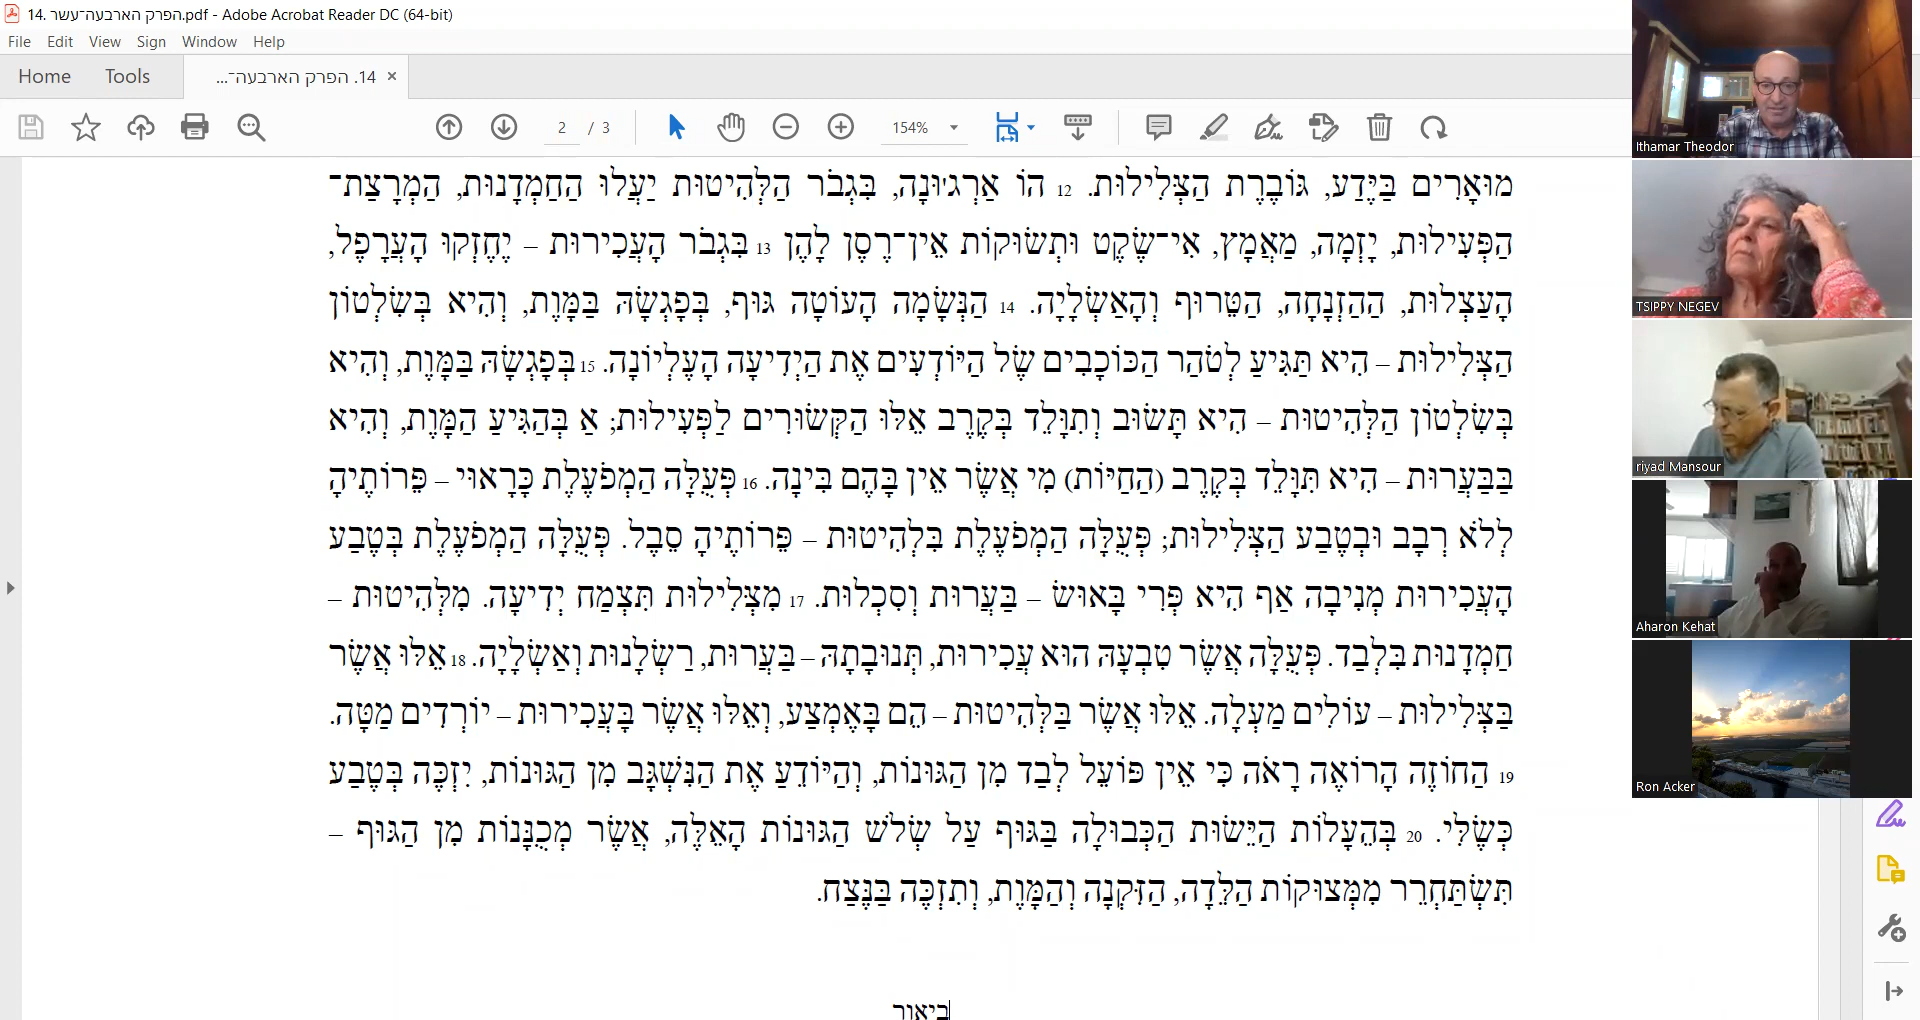 14. הפרק הארבעה־עשר.pdf - Adobe Acrobat Reader DC (64-bit)
File Edit View Sign Window Help
Home Tools 14. הפרק הארבעה־... ×
2 / 3 154%
מוּאָרִים בַּיֶּדַע, גּוֹבֶרֶת הַצְּלִילוּת. 12 הוֹ אַרְג'וּנָה, בִּגְבֹר הַלְּהִיטוּת יַעֲלוּ הַחַמְדָנוּת, הַמְרָצַת־
הַפְּעִילוּת, יָזְמָה, מַאֲמָץ, אִי־שֶׁקֶט וּתְשׁוּקוֹת אֵין־רֶסֶן לָהֶן 13 בִּגְבֹר הָעֲכִירוּת – יֶחֶזְקוּ הָעֲרָפֶל,
הָעַצְלוּת, הַהַזְנָחָה, הַטֵּרוּף וְהָאַשְׁלָיָה. 14 הַנְּשָׁמָה הָעוֹטָה גּוּף, בְּפָגְשָׁהּ בַּמָּוֶת, וְהִיא בְּשִׁלְטוֹן
הַצְּלִילוּת – הִיא תַּגִּיעַ לְטֹהַר הַכּוֹכָבִים שֶׁל הַיּוֹדְעִים אֶת הַיְדִיעָה הָעֶלְיוֹנָה. 15 בְּפָגְשָׁהּ בַּמָּוֶת, וְהִיא
בְּשִׁלְטוֹן הַלְּהִיטוּת – הִיא תָּשׁוּב וְתִוָּלֵד בְּקֶרֶב אֵלּוּ הַקְּשׁוּרִים לַפְּעִילוּת; אַ בְּהַגִּיעַ הַמָּוֶת, וְהִיא
בַּבַּעֲרוּת – הִיא תִּוָּלֵד בְּקֶרֶב (הַחַיּוֹת) מִי אֲשֶׁר אֵין בָּהֶם בִּינָה. 16 פְּעֻלָּה הַמְפֹעֶלֶת כָּרָאוּי – פֵּרוֹתֶיהָ
לְלֹא רְבָב וּבְטֶבַע הַצְּלִילוּת; פְּעֻלָּה הַמְפֹעֶלֶת בִּלְהִיטוּת – פֵּרוֹתֶיהָ סֵבֶל. פְּעֻלָּה הַמְפֹעֶלֶת בְּטֶבַע
הָעֲכִירוּת מְנִיבָה אַף הִיא פְּרִי בָּאוּשׁ – בַּעֲרוּת וְסִכְלוּת. 17 מִצְּלִילוּת תִּצְמַח יְדִיעָה. מִלְּהִיטוּת –
חַמְדָנוּת בִּלְבַד. פְּעֻלָּה אֲשֶׁר טִבְעָהּ הוּא עֲכִירוּת, תְּנוּבָתָהּ – בַּעֲרוּת, רַשְׁלָנוּת וְאַשְׁלָיָה. 18 אֵלּוּ אֲשֶׁר
בַּצְּלִילוּת – עוֹלִים מַעְלָה. אֵלּוּ אֲשֶׁר בַּלְּהִיטוּת – הֵם בָּאֶמְצַע, וְאֵלּוּ אֲשֶׁר בָּעֲכִירוּת – יוֹרְדִים מַטָּה.
19 הַחוֹזֶה הָרוֹאֶה רָאֹה כִּי אֵין פּוֹעֵל לְבַד מִן הַגּוּנוֹת, וְהַיּוֹדֵעַ אֶת הַנִּשְׂגָּב מִן הַגּוּנוֹת, יִזְכֶּה בְּטֶבַע
כְּשֶׁלִּי. 20 בְּהֵעָלוֹת הַיֵּשׁוּת הַכְּבוּלָה בַּגּוּף עַל שְׁלֹשׁ הַגּוּנוֹת הָאֵלֶּה, אֲשֶׁר מְכֻנָּנוֹת מִן הַגּוּף –
תִּשְׁתַּחְרֵר מִמְּצוּקוֹת הַלֵּדָה, הַזִּקְנָה וְהַמָּוֶת, וְתִזְכֶּה בַּנֶּצַח.
ביאור
Ithamar Theodor
TSIPPY NEGEV
riyad Mansour
Aharon Kehat
Ron Acker